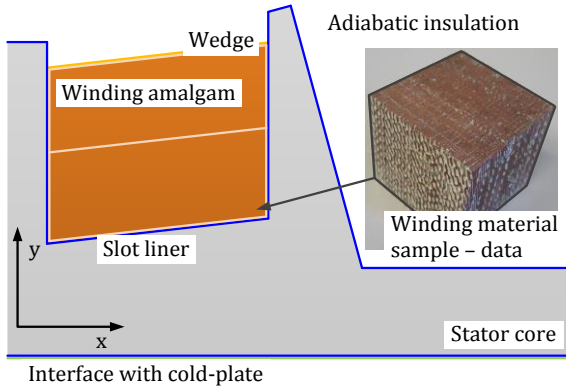 Adiabatic insulation
Wedge
Winding amalgam
Winding material
sample – data
Slot liner
y
x
Stator core
Interface with cold-plate